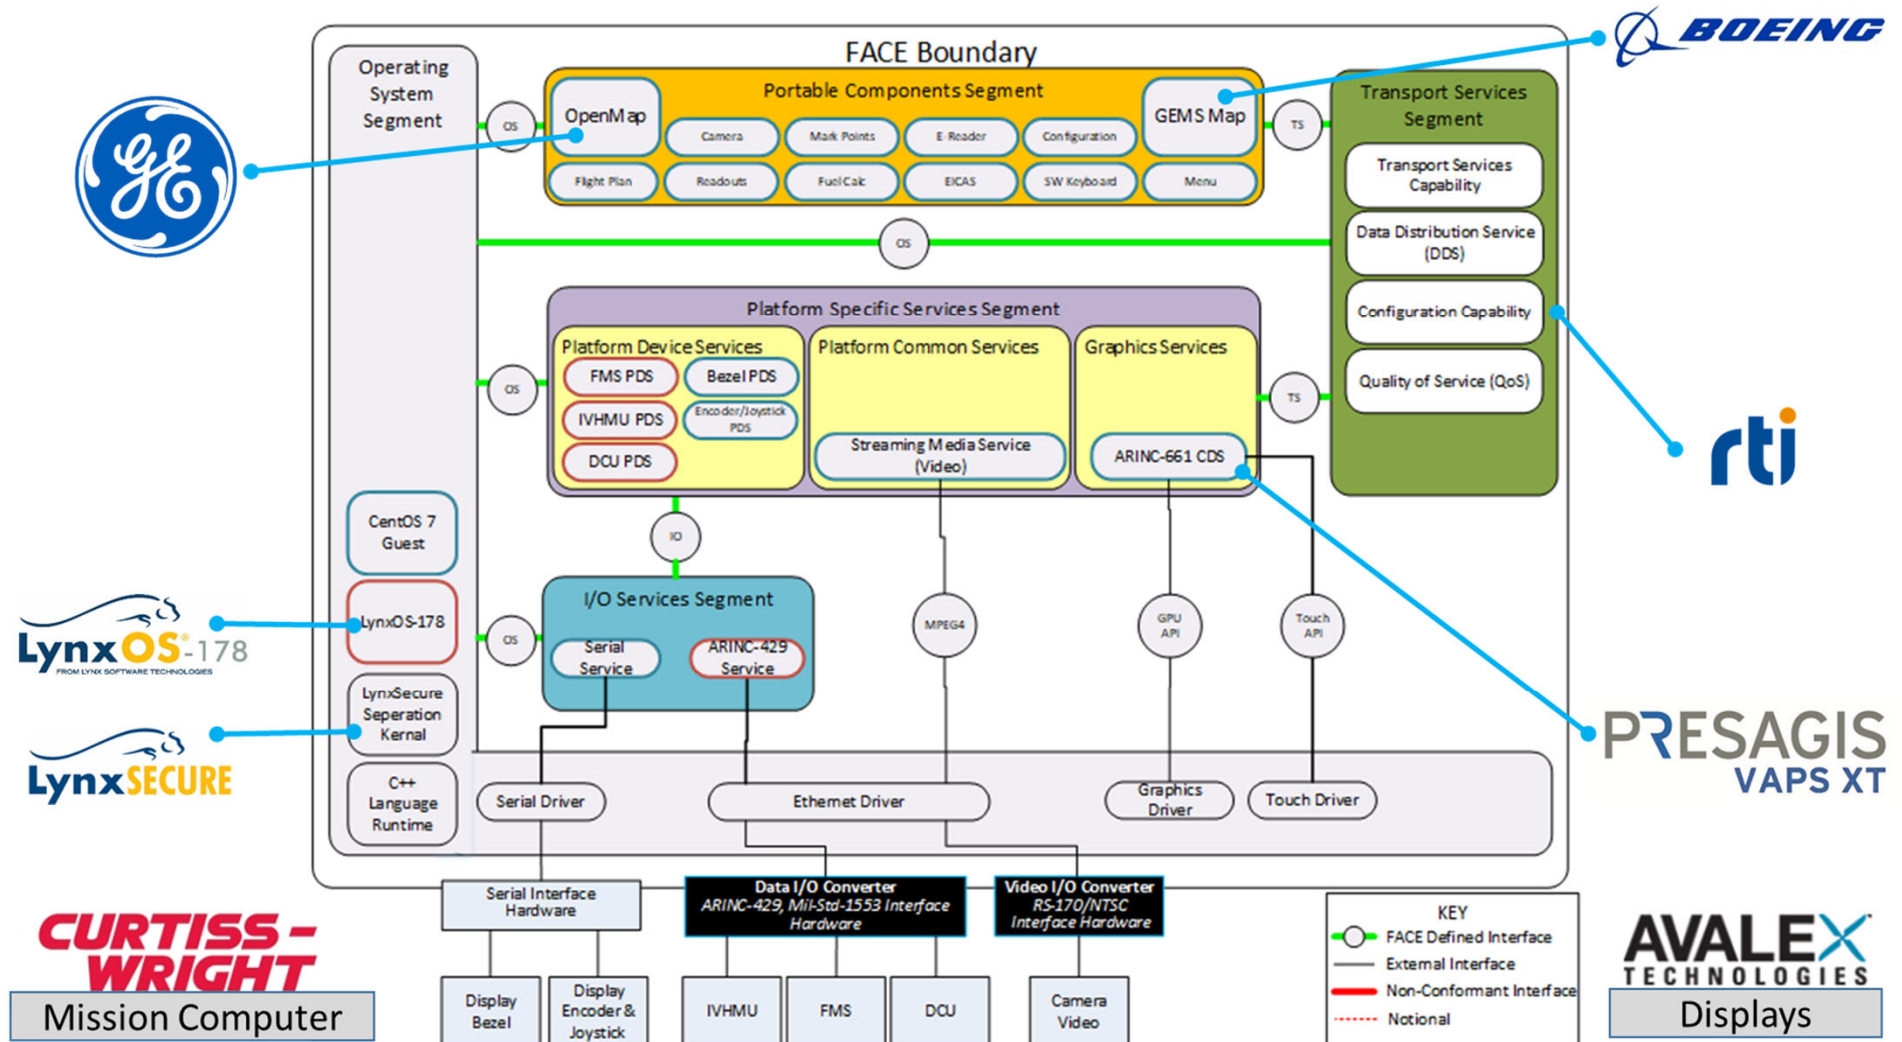 BOEING
FACE Boundary
Operating
System
Segment
Portable Components Segment
OpenMap
GEMS Map
Camera
Mark Points
E-Reader
Configuration
Flight Plan
Readouts
Fuel Calc
EICAS
SW Keyboard
Menu
OS
TS
Transport Services
Segment
Transport Services
Capability
Data Distribution Service
(DDS)
Configuration Capability
Quality of Service (QoS)
GE
OS
Platform Specific Services Segment
Platform Device Services
Platform Common Services
Graphics Services
FMS PDS
Bezel PDS
IVHMU PDS
Encoder/Joystick
PDS
DCU PDS
Streaming Media Service
(Video)
ARINC-661 CDS
OS
TS
rti
CentOS 7
Guest
LynxOS-178
LynxSecure
Seperation
Kernal
C++
Language
Runtime
IO
I/O Services Segment
Serial
Service
ARINC-429
Service
OS
MPEG4
GPU
API
Touch
API
LynxOS®-178
FROM LYNX SOFTWARE TECHNOLOGIES
LynxSECURE
PRESAGIS
VAPS XT
Serial Driver
Ethernet Driver
Graphics
Driver
Touch Driver
Serial Interface
Hardware
Data I/O Converter
ARINC-429, Mil-Std-1553 Interface
Hardware
Video I/O Converter
RS-170/NTSC
Interface Hardware
Display
Bezel
Display
Encoder &
Joystick
IVHMU
FMS
DCU
Camera
Video
KEY
FACE Defined Interface
External Interface
Non-Conformant Interface
Notional
CURTISS-
WRIGHT
Mission Computer
AVALEX
TECHNOLOGIES
Displays